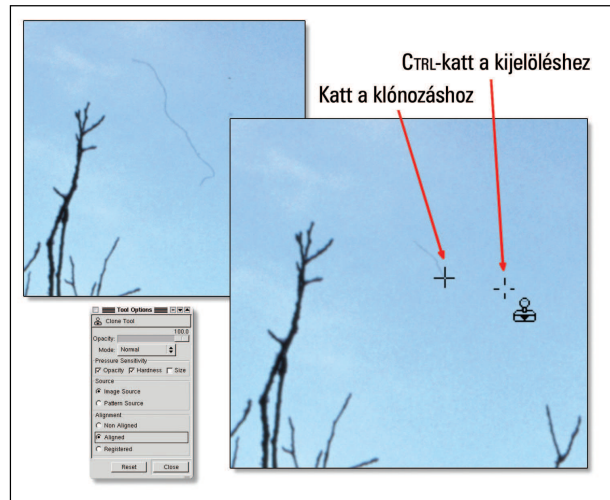 CTRL-katt a kijelöléshez
Katt a klónozáshoz
Tool Options
Clone Tool
100.0
Opacity:
Mode: Normal
Pressure Sensitivity
Opacity Hardness Size
Source
Image Source
Pattern Source
Alignment
Non Aligned
Aligned
Registered
Reset Close